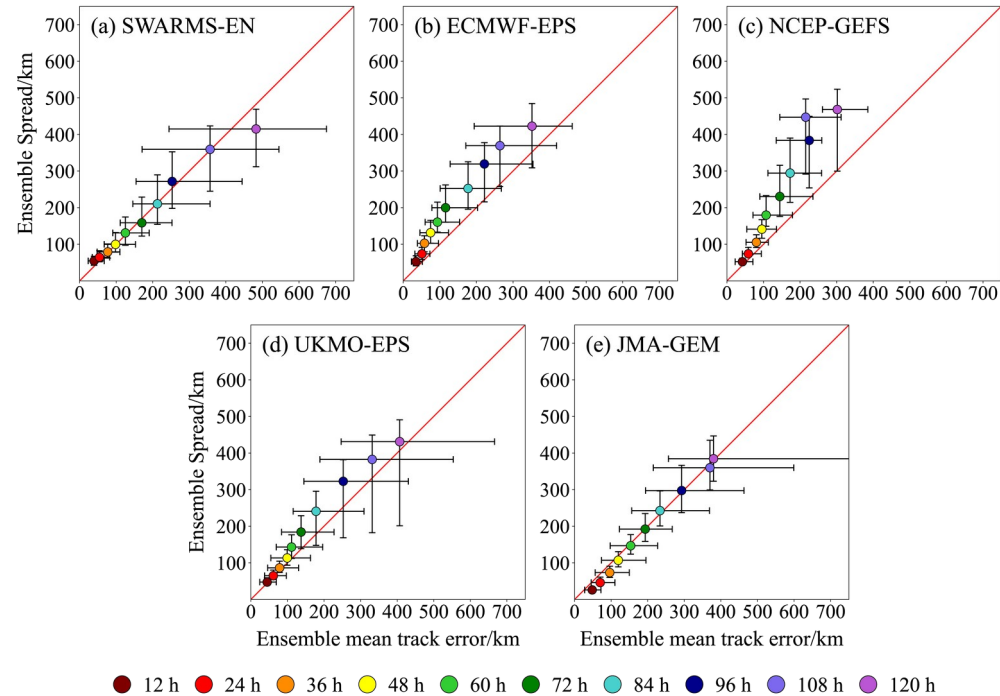 (a) SWARMS-EN
(b) ECMWF-EPS
(c) NCEP-GEFS
Ensemble Spread/km
700
600
500
400
300
200
100
0 100 200 300 400 500 600 700
700
600
500
400
300
200
100
0 100 200 300 400 500 600 700
700
600
500
400
300
200
100
0 100 200 300 400 500 600 700
(d) UKMO-EPS
(e) JMA-GEM
Ensemble Spread/km
700
600
500
400
300
200
100
0 100 200 300 400 500 600 700
700
600
500
400
300
200
100
0 100 200 300 400 500 600 700
Ensemble mean track error/km
Ensemble mean track error/km
12 h 24 h 36 h 48 h 60 h 72 h 84 h 96 h 108 h 120 h